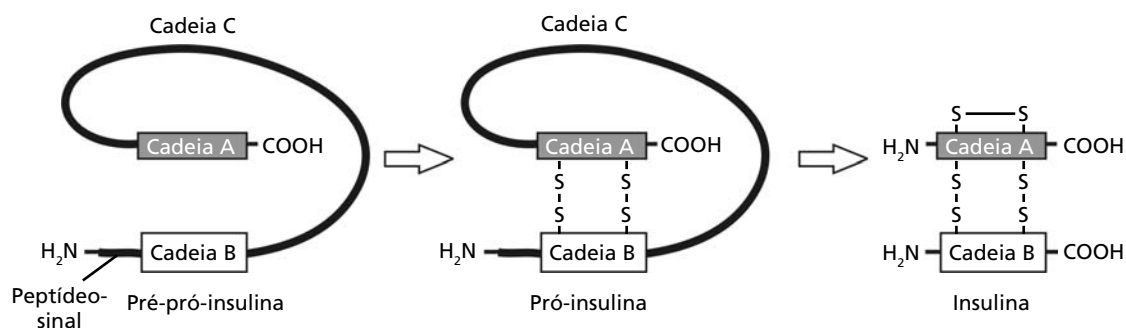 Cadeia C
Cadeia A
COOH
H₂N
Cadeia B
Peptídeo-
sinal
Pré-pró-insulina
Cadeia C
Cadeia A
COOH
S S
S S
H₂N
Cadeia B
Pró-insulina
S S
H₂N
Cadeia A
COOH
S S
S S
H₂N
Cadeia B
COOH
Insulina